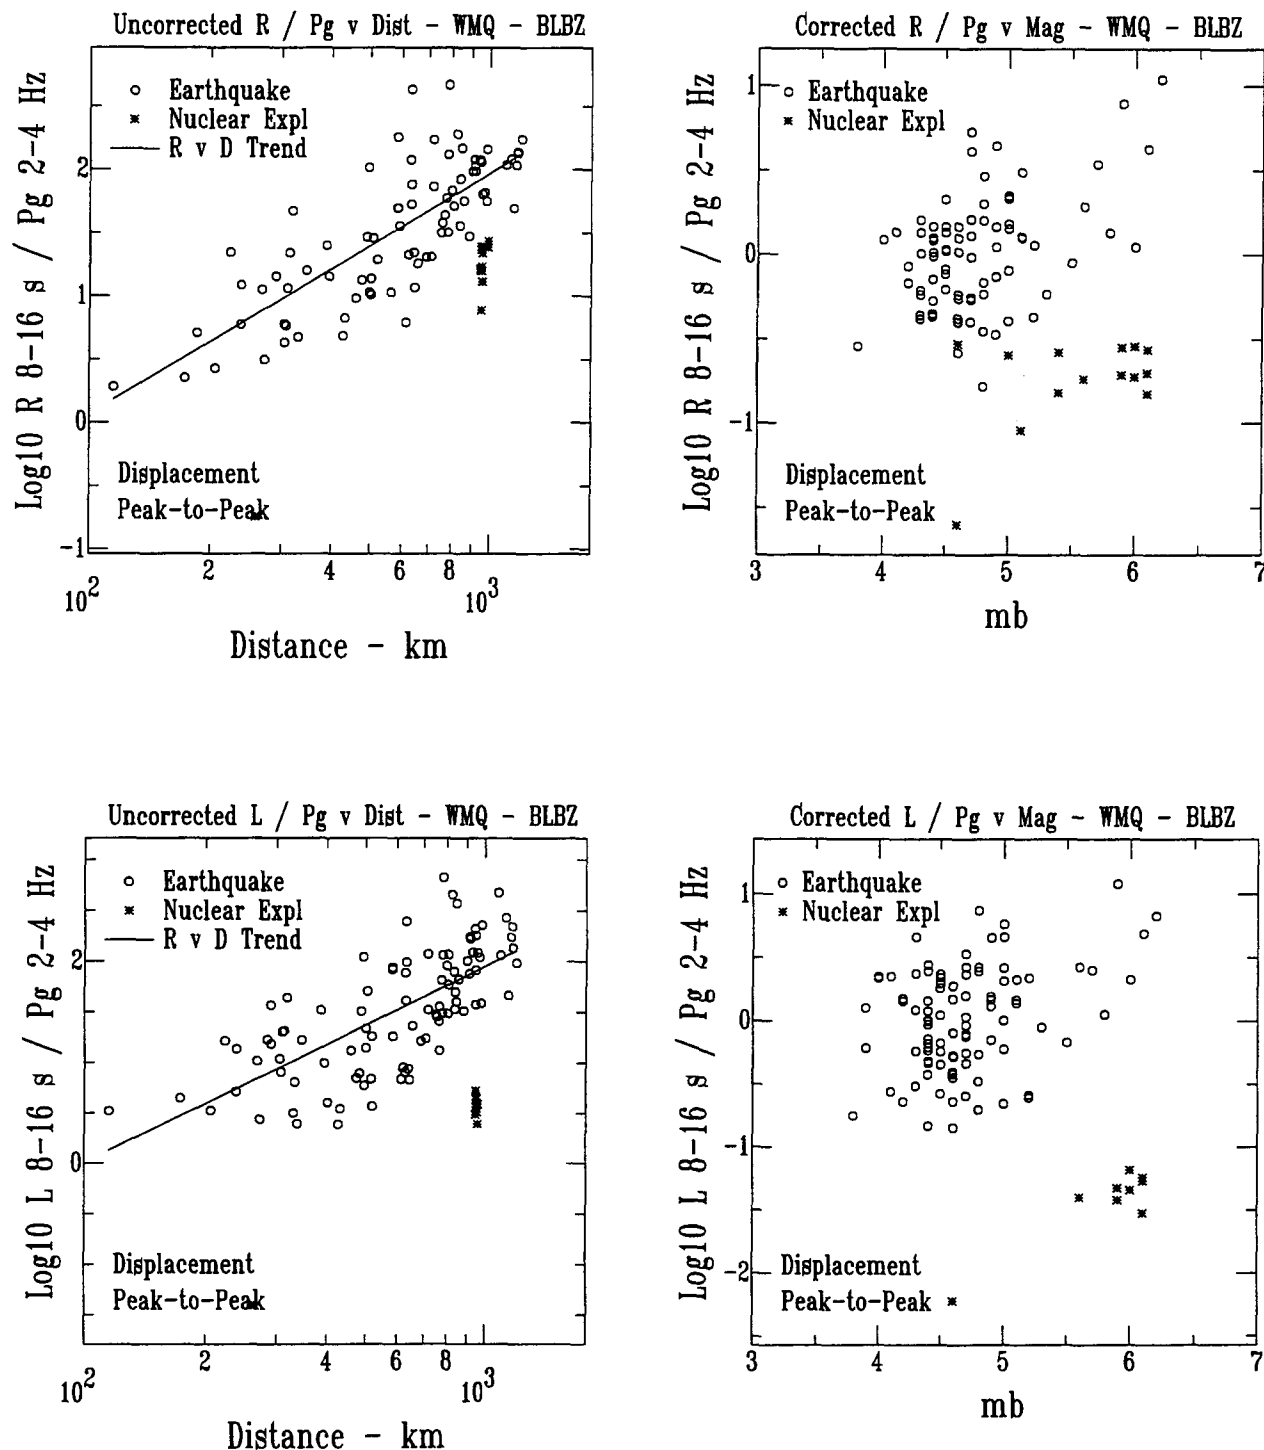 Uncorrected R / Pg v Dist - WMQ - BLBZ
Log10 R 8-16 s / Pg 2-4 Hz
Earthquake
Nuclear Expl
R v D Trend
2
1
0
-1
Displacement
Peak-to-Peak
10^2
2
4
6
8
10^3
Distance - km
Corrected R / Pg v Mag - WMQ - BLBZ
Log10 R 8-16 s / Pg 2-4 Hz
Earthquake
Nuclear Expl
1
0
-1
Displacement
Peak-to-Peak
3
4
5
6
7
mb
Uncorrected L / Pg v Dist - WMQ - BLBZ
Log10 L 8-16 s / Pg 2-4 Hz
Earthquake
Nuclear Expl
R v D Trend
2
0
Displacement
Peak-to-Peak
10^2
2
4
6
8
10^3
Distance - km
Corrected L / Pg v Mag - WMQ - BLBZ
Log10 L 8-16 s / Pg 2-4 Hz
Earthquake
Nuclear Expl
1
0
-1
-2
Displacement
Peak-to-Peak
3
4
5
6
7
mb